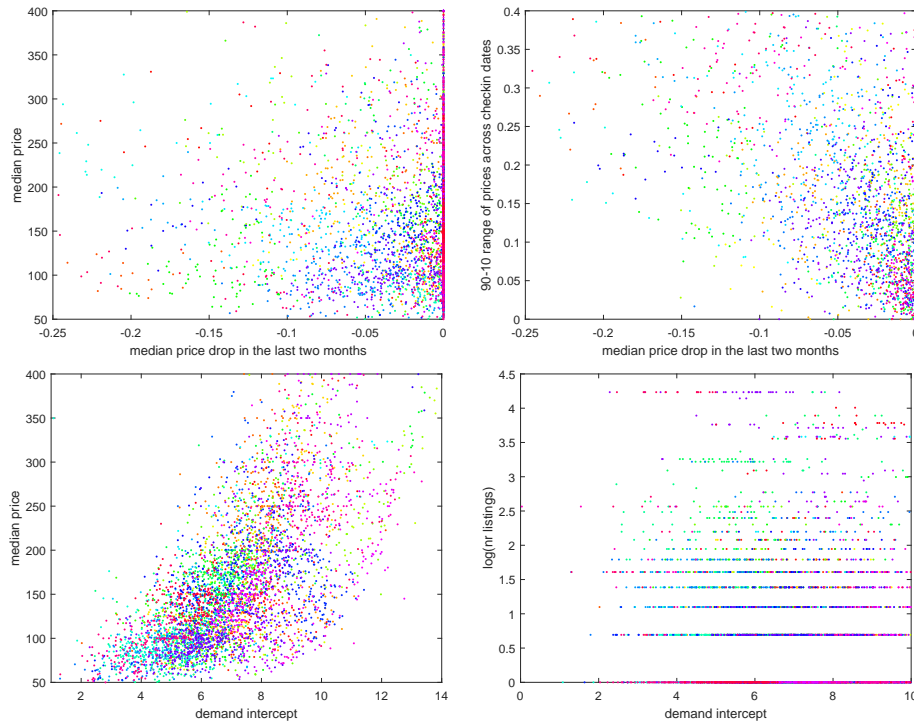 400
350
300
250
200
150
100
50
median price
-0.25 -0.2 -0.15 -0.1 -0.05 0
median price drop in the last two months
0.4
0.35
0.3
0.25
0.2
0.15
0.1
0.05
0
90-10 range of prices across checkin dates
-0.25 -0.2 -0.15 -0.1 -0.05 0
median price drop in the last two months
400
350
300
250
200
150
100
50
median price
2 4 6 8 10 12 14
demand intercept
4.5
4
3.5
3
2.5
2
1.5
1
0.5
0
log(nr listings)
0 2 4 6 8 10
demand intercept